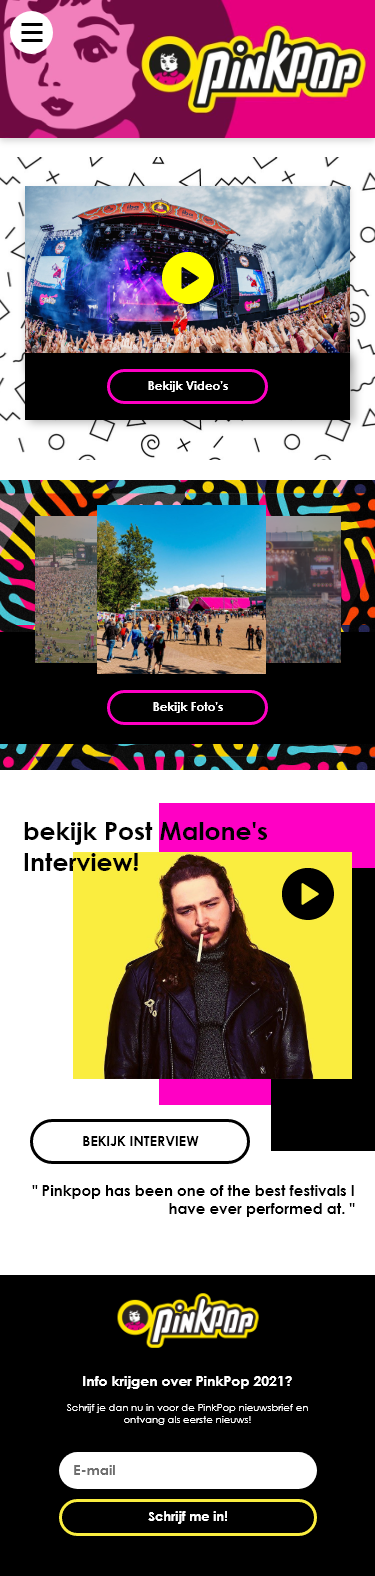 PINKPOP
Bekijk Video's
Bekijk Foto's
bekijk Post Malone's
Interview!
BEKIJK INTERVIEW
" Pinkpop has been one of the best festivals I
have ever performed at. "
PINKPOP
Info krijgen over PinkPop 2021?
Schrijf je dan nu in voor de PinkPop nieuwsbrief en
ontvang als eerste nieuws!
E-mail
Schrijf me in!